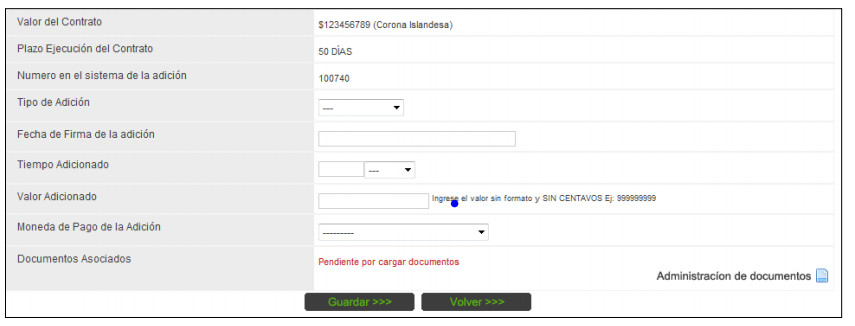 Valor del Contrato
$123456789 (Corona Islandesa)
Plazo Ejecución del Contrato
50 DÍAS
Numero en el sistema de la adición
100740
Tipo de Adición
---
Fecha de Firma de la adición
Tiempo Adicionado
---
Valor Adicionado
Ingrese el valor sin formato y SIN CENTAVOS Ej: 999999999
Moneda de Pago de la Adición
---------
Documentos Asociados
Pendiente por cargar documentos
Administracíon de documentos
Guardar >>>
Volver >>>